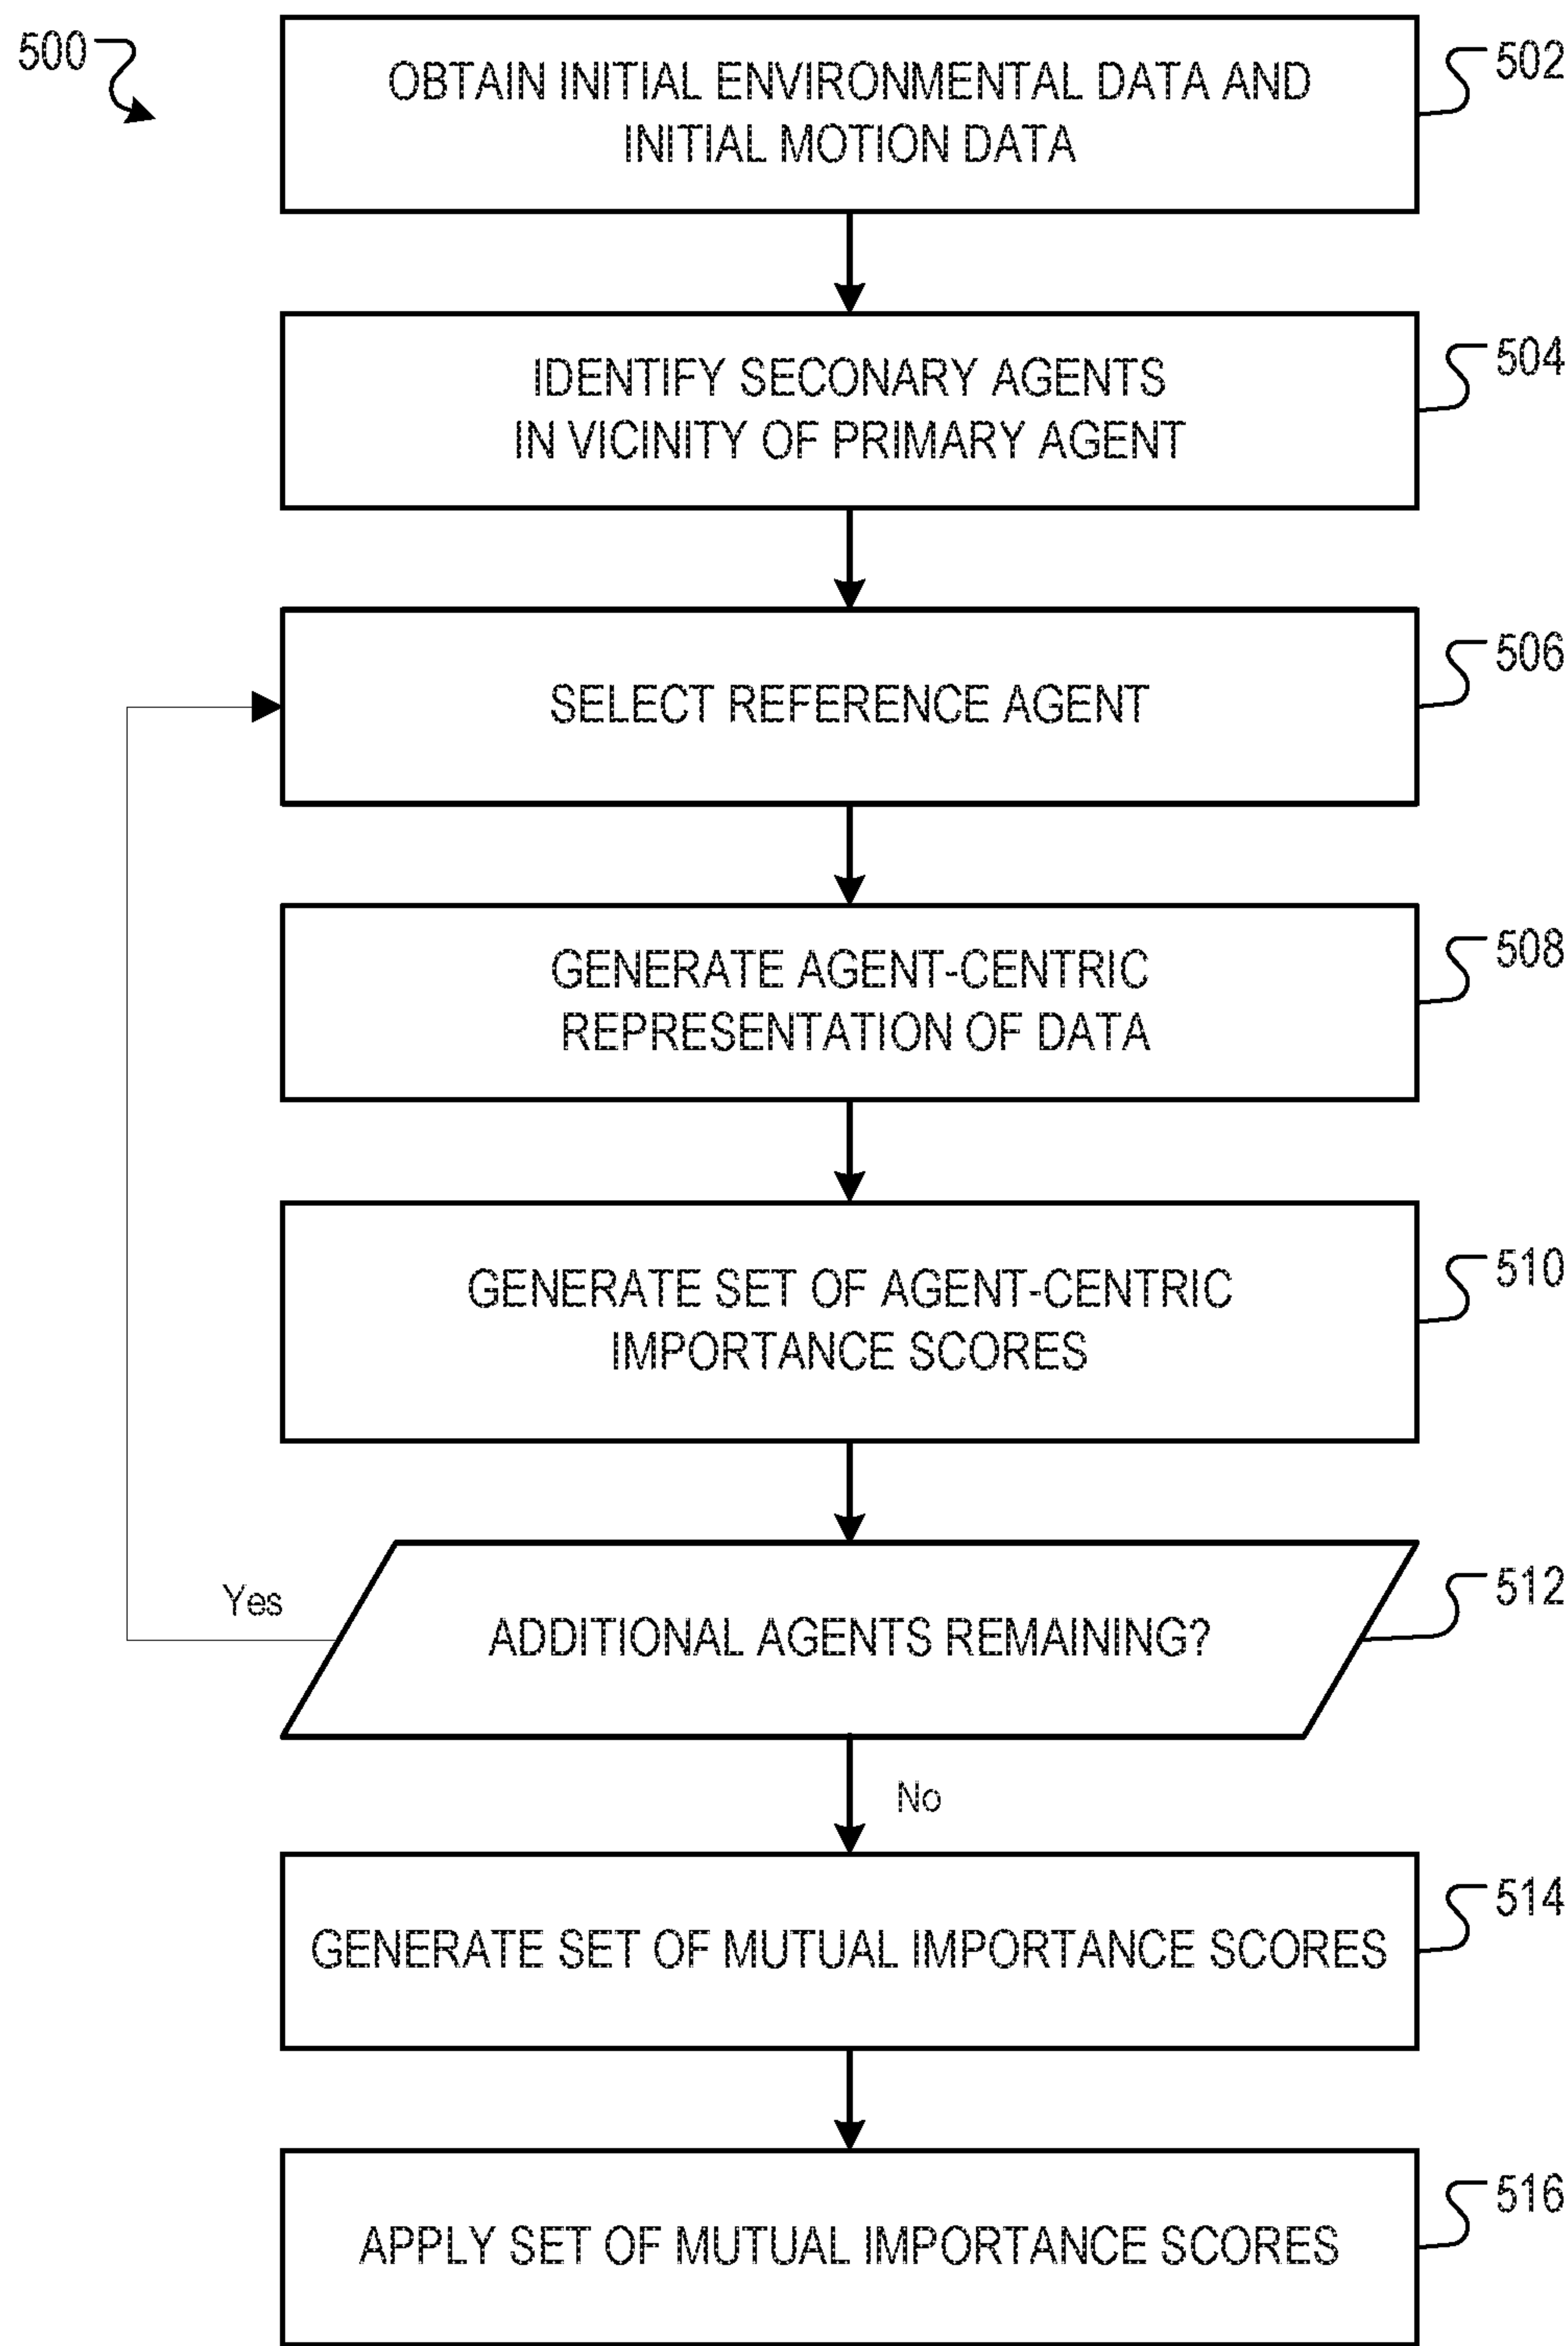 500
OBTAIN INITIAL ENVIRONMENTAL DATA AND
INITIAL MOTION DATA
502
IDENTIFY SECONARY AGENTS
IN VICINITY OF PRIMARY AGENT
504
SELECT REFERENCE AGENT
506
GENERATE AGENT-CENTRIC
REPRESENTATION OF DATA
508
GENERATE SET OF AGENT-CENTRIC
IMPORTANCE SCORES
510
Yes
ADDITIONAL AGENTS REMAINING?
512
No
GENERATE SET OF MUTUAL IMPORTANCE SCORES
514
APPLY SET OF MUTUAL IMPORTANCE SCORES
516